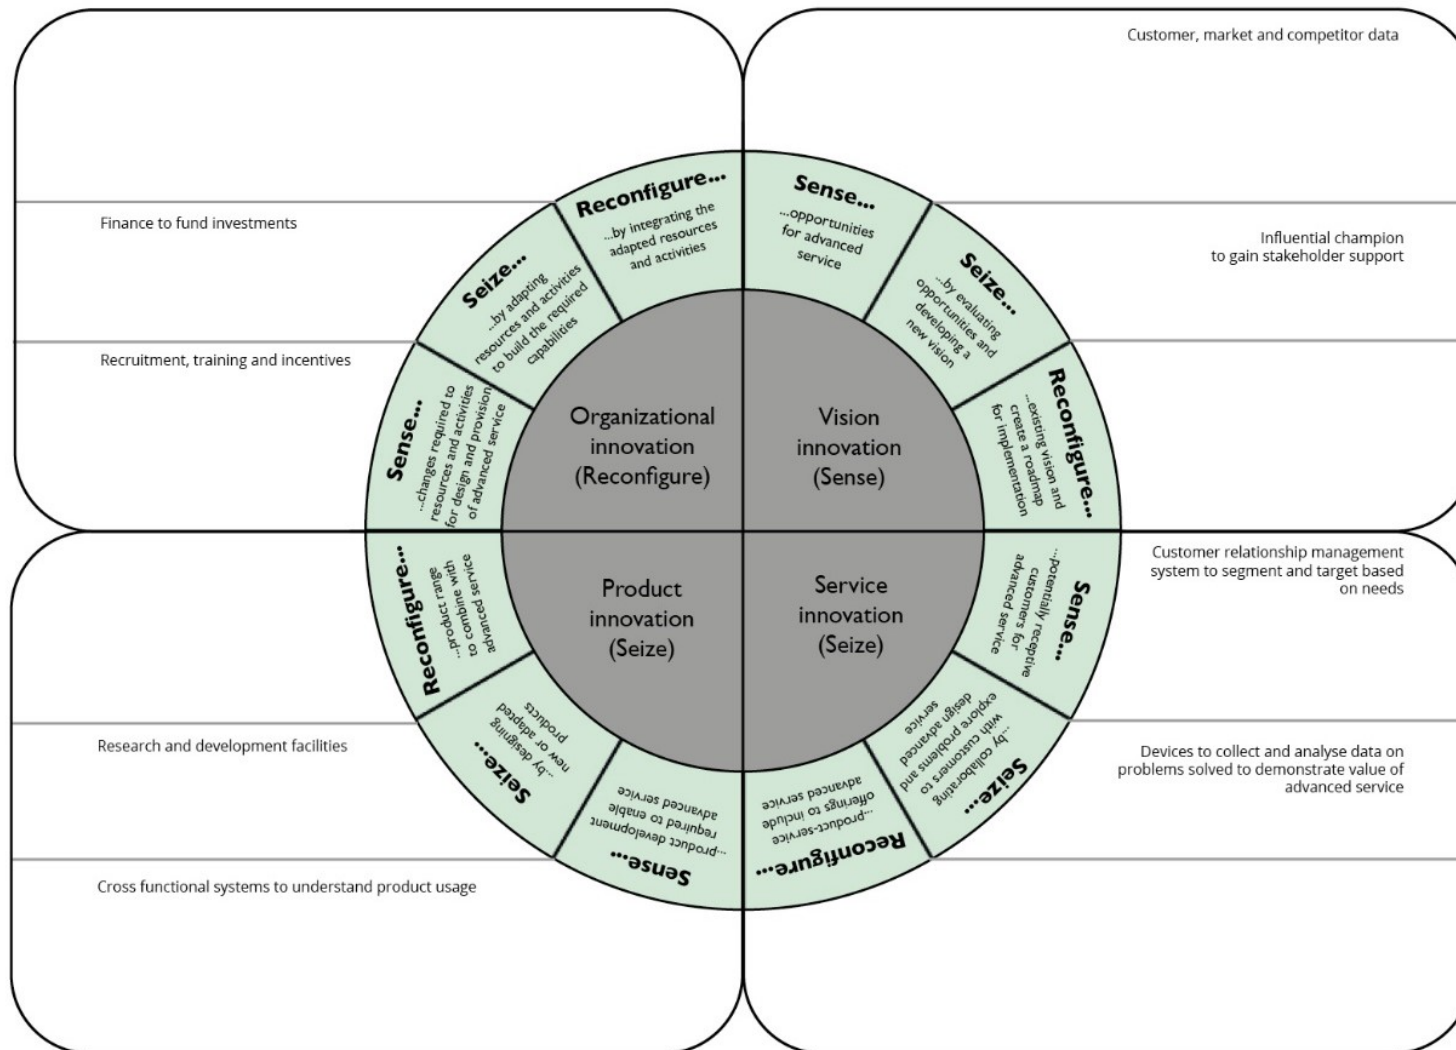 Customer, market and competitor data
Influential champion
to gain stakeholder support
Customer relationship management
system to segment and target based
on needs
Devices to collect and analyse data on
problems solved to demonstrate value of
advanced service
Cross functional systems to understand product usage
Research and development facilities
Recruitment, training and incentives
Finance to fund investments
Vision
innovation
(Sense)
Sense...
...opportunities
for advanced
service
Seize...
...by evaluating
opportunities and
developing a
new vision
Reconfigure...
...existing vision and
create a roadmap
for implementation
Service
innovation
(Seize)
Sense...
...potentially receptive
customers for
advanced service
Seize...
...by collaborating
with customers to
explore problems and
design advanced
service
Reconfigure...
...product-service
offerings to include
advanced service
Product
innovation
(Seize)
Sense...
...product development
required to enable
advanced service
Seize...
...by designing
new or adapted
products
Reconfigure...
...product range
to combine with
advanced service
Organizational
innovation
(Reconfigure)
Sense...
...changes required to
resources and activities
for design and provision
of advanced service
Seize...
...by adapting
resources and activities
to build the required
capabilities
Reconfigure...
...by integrating the
adapted resources
and activities